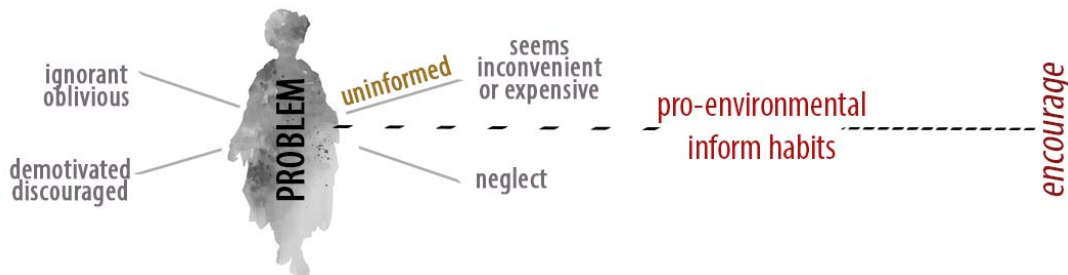 ignorant
oblivious
demotivated
discouraged
PROBLEM
uninformed
seems
inconvenient
or expensive
neglect
pro-environmental
inform habits
encourage